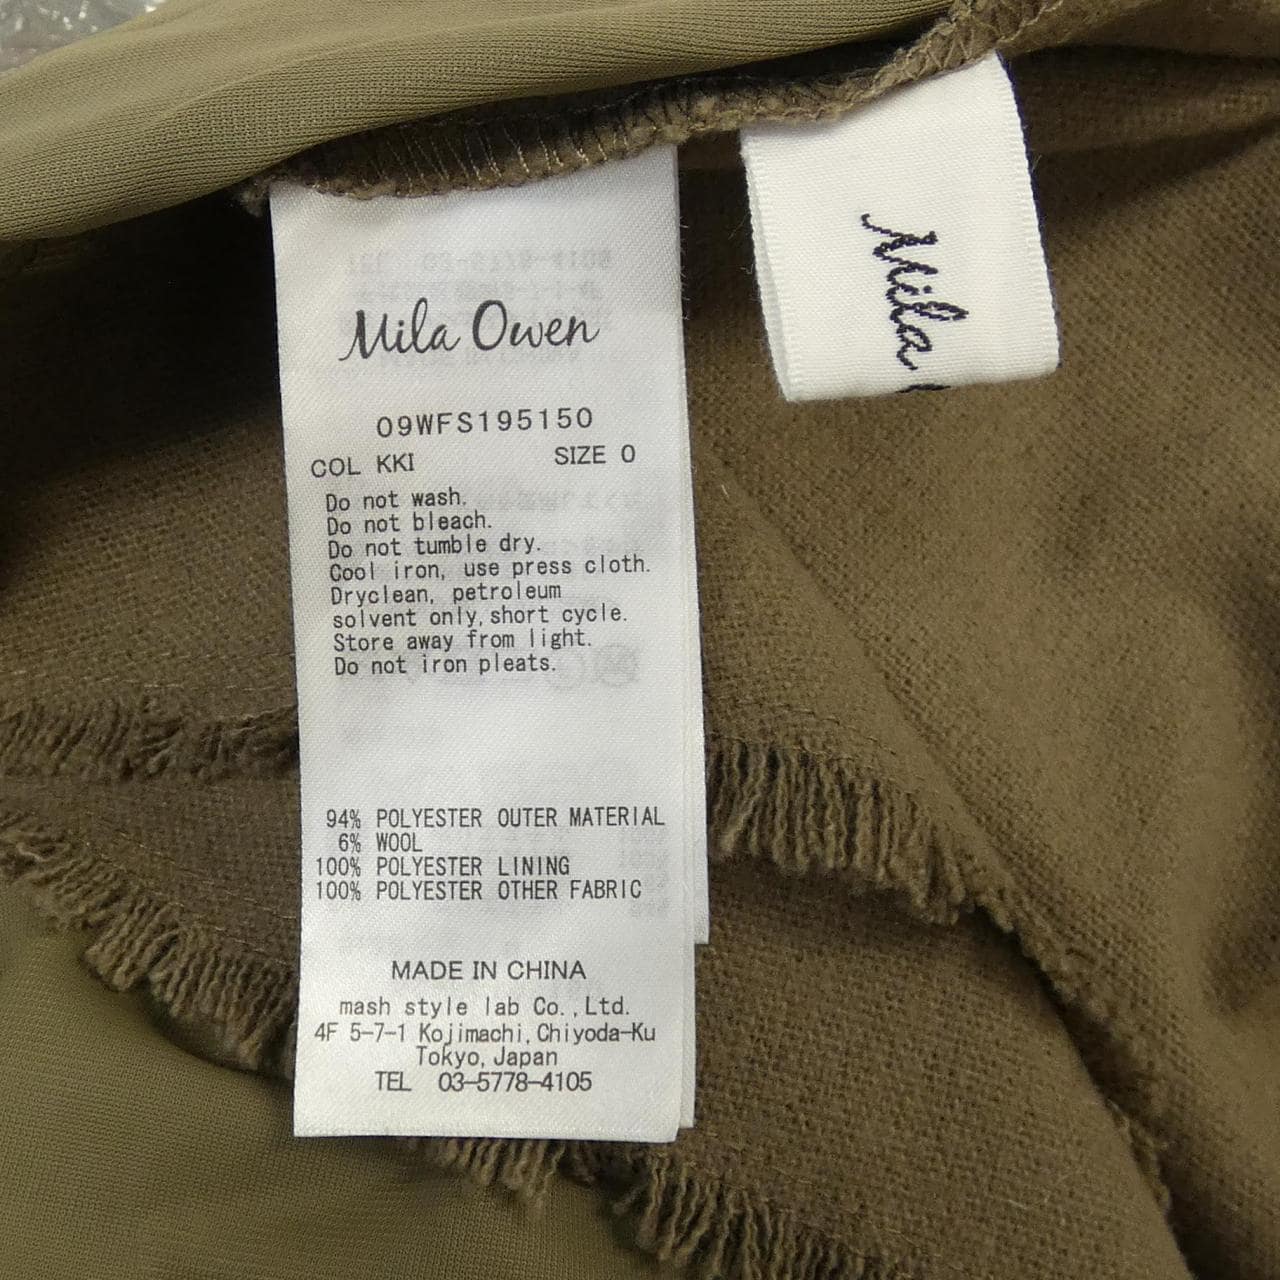 Mila Owen
09WFS195150
COL KKI SIZE 0
Do not wash.
Do not bleach.
Do not tumble dry.
Cool iron, use press cloth.
Dryclean, petroleum
solvent only, short cycle.
Store away from light.
Do not iron pleats.
94% POLYESTER OUTER MATERIAL
6% WOOL
100% POLYESTER LINING
100% POLYESTER OTHER FABRIC
MADE IN CHINA
mash style lab Co., Ltd.
4F 5-7-1 Kojimachi, Chiyoda-Ku
Tokyo, Japan
TEL 03-5778-4105
Mila